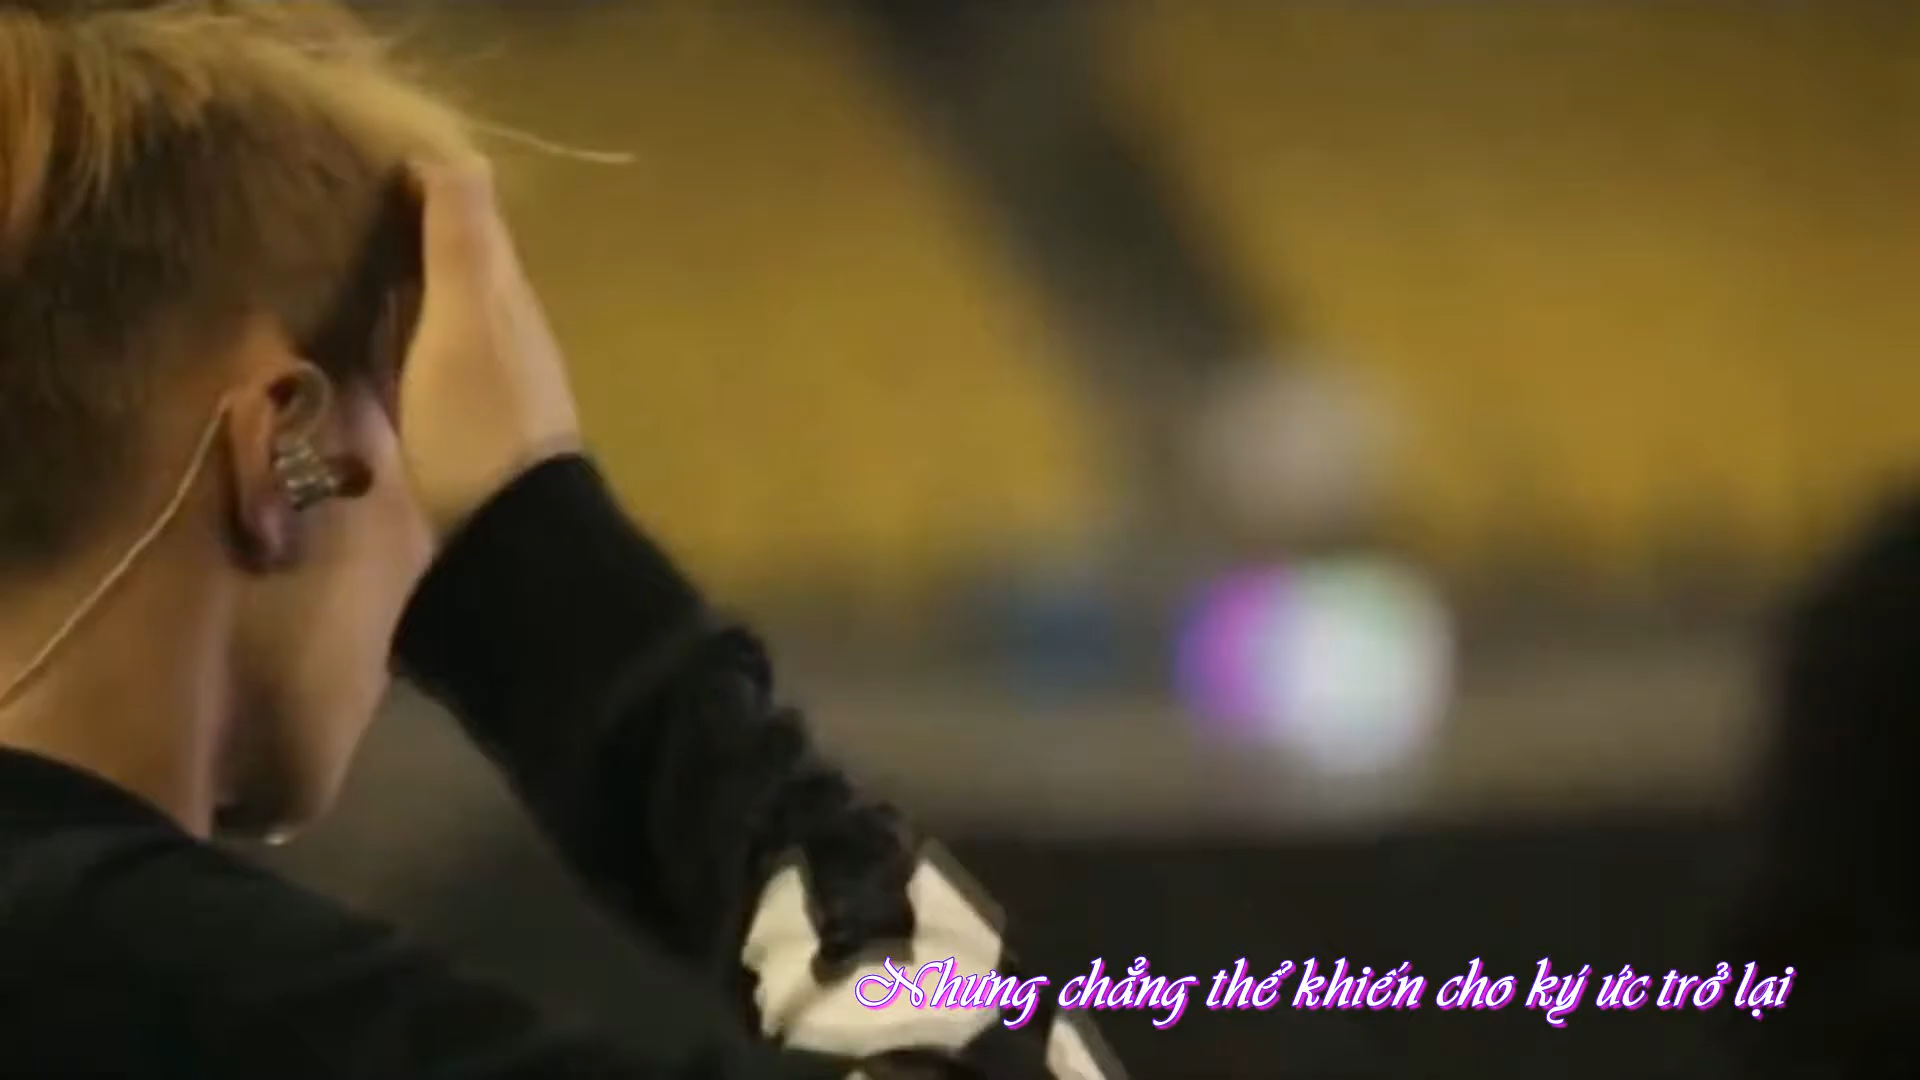 Nhưng chẳng thể khiến cho ký ức trở lại